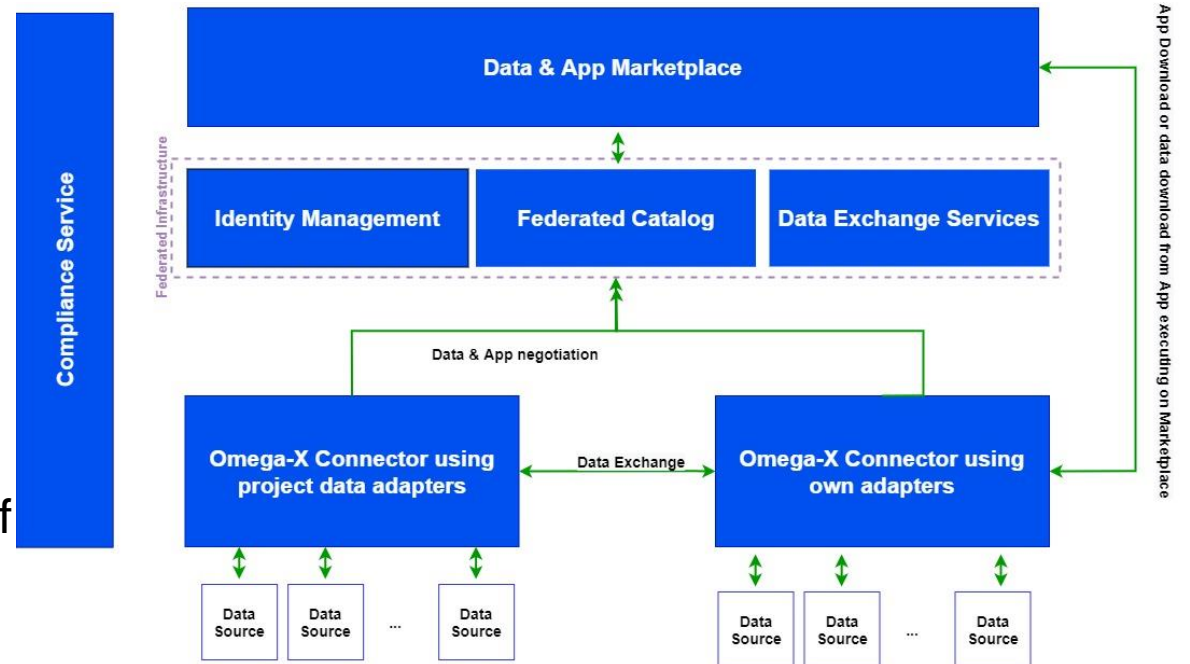 Compliance Service
Data & App Marketplace
App Download or data download from App executing on Marketplace
Federated Infrastructure
Identity Management
Federated Catalog
Data Exchange Services
Data & App negotiation
Omega-X Connector using
project data adapters
Data Exchange
Omega-X Connector using
own adapters
f
Data
Source
Data
Source
...
Data
Source
Data
Source
Data
Source
...
Data
Source